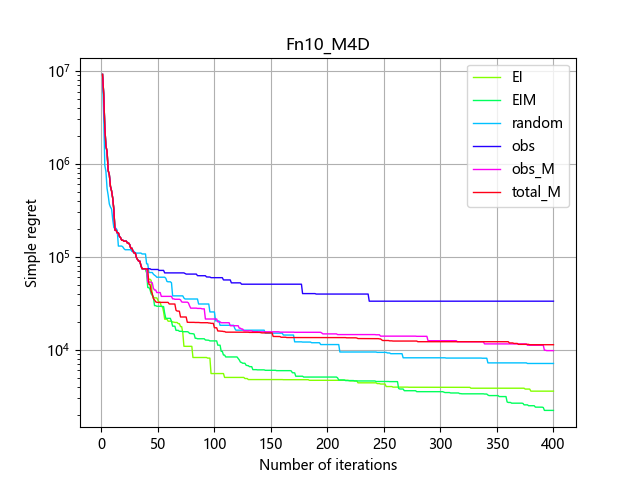 Fn10_M4D
Simple regret
10^7
10^6
10^5
10^4
EI
EIM
random
obs
obs_M
total_M
0 50 100 150 200 250 300 350 400
Number of iterations